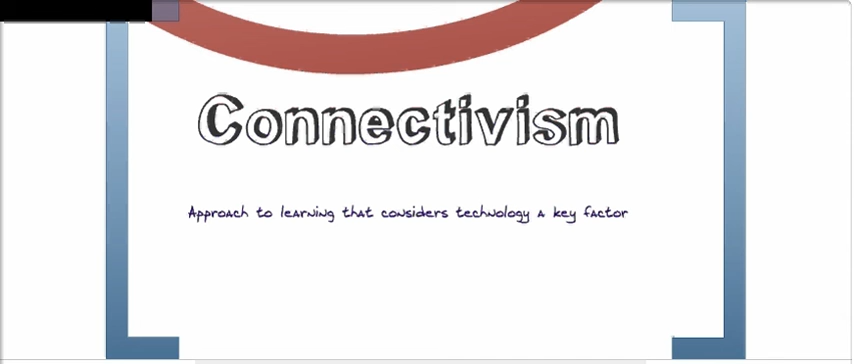 Connectivism
Approach to learning that considers technology a key factor